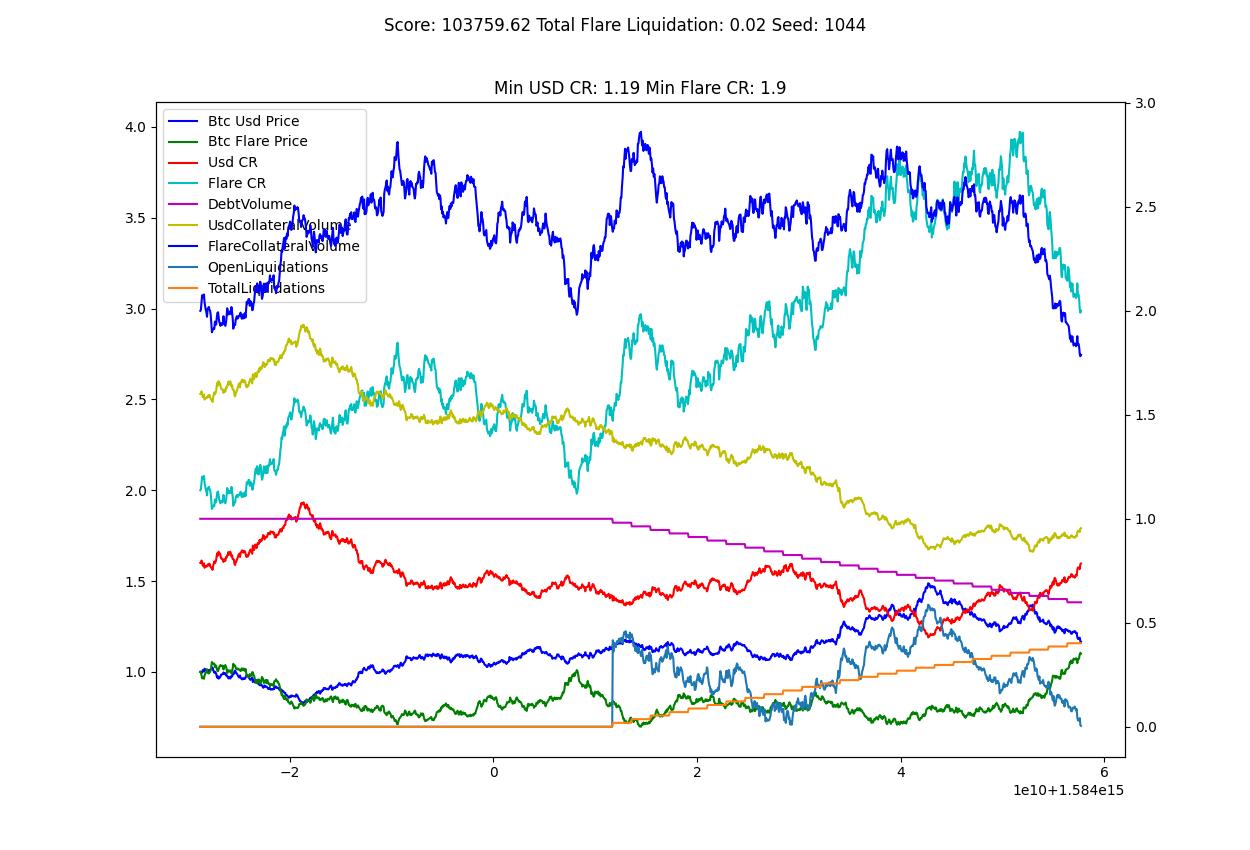 Score: 103759.62 Total Flare Liquidation: 0.02 Seed: 1044
Min USD CR: 1.19 Min Flare CR: 1.9
Btc Usd Price
Btc Flare Price
Usd CR
Flare CR
DebtVolume
UsdCollateralVolume
FlareCollateralVolume
OpenLiquidations
TotalLiquidations
4.0
3.5
3.0
2.5
2.0
1.5
1.0
3.0
2.5
2.0
1.5
1.0
0.5
0.0
−2 0 2 4 6
1e10+1.584e15